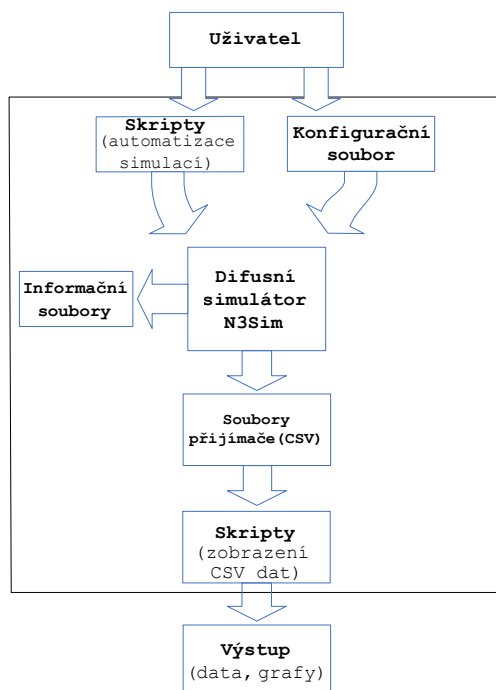 Uživatel
Skripty
(automatizace
simulací)
Konfigurační
soubor
Difusní
simulátor
N3Sim
Informační
soubory
Soubory
přijímače(CSV)
Skripty
(zobrazení
CSV dat)
Výstup
(data, grafy)